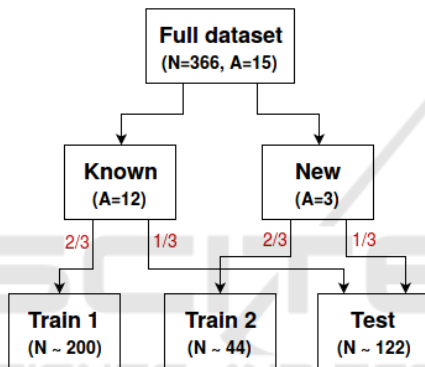 Full dataset
(N=366, A=15)
Known
(A=12)
New
(A=3)
2/3
1/3
2/3
1/3
Train 1
(N ~ 200)
Train 2
(N ~ 44)
Test
(N ~ 122)